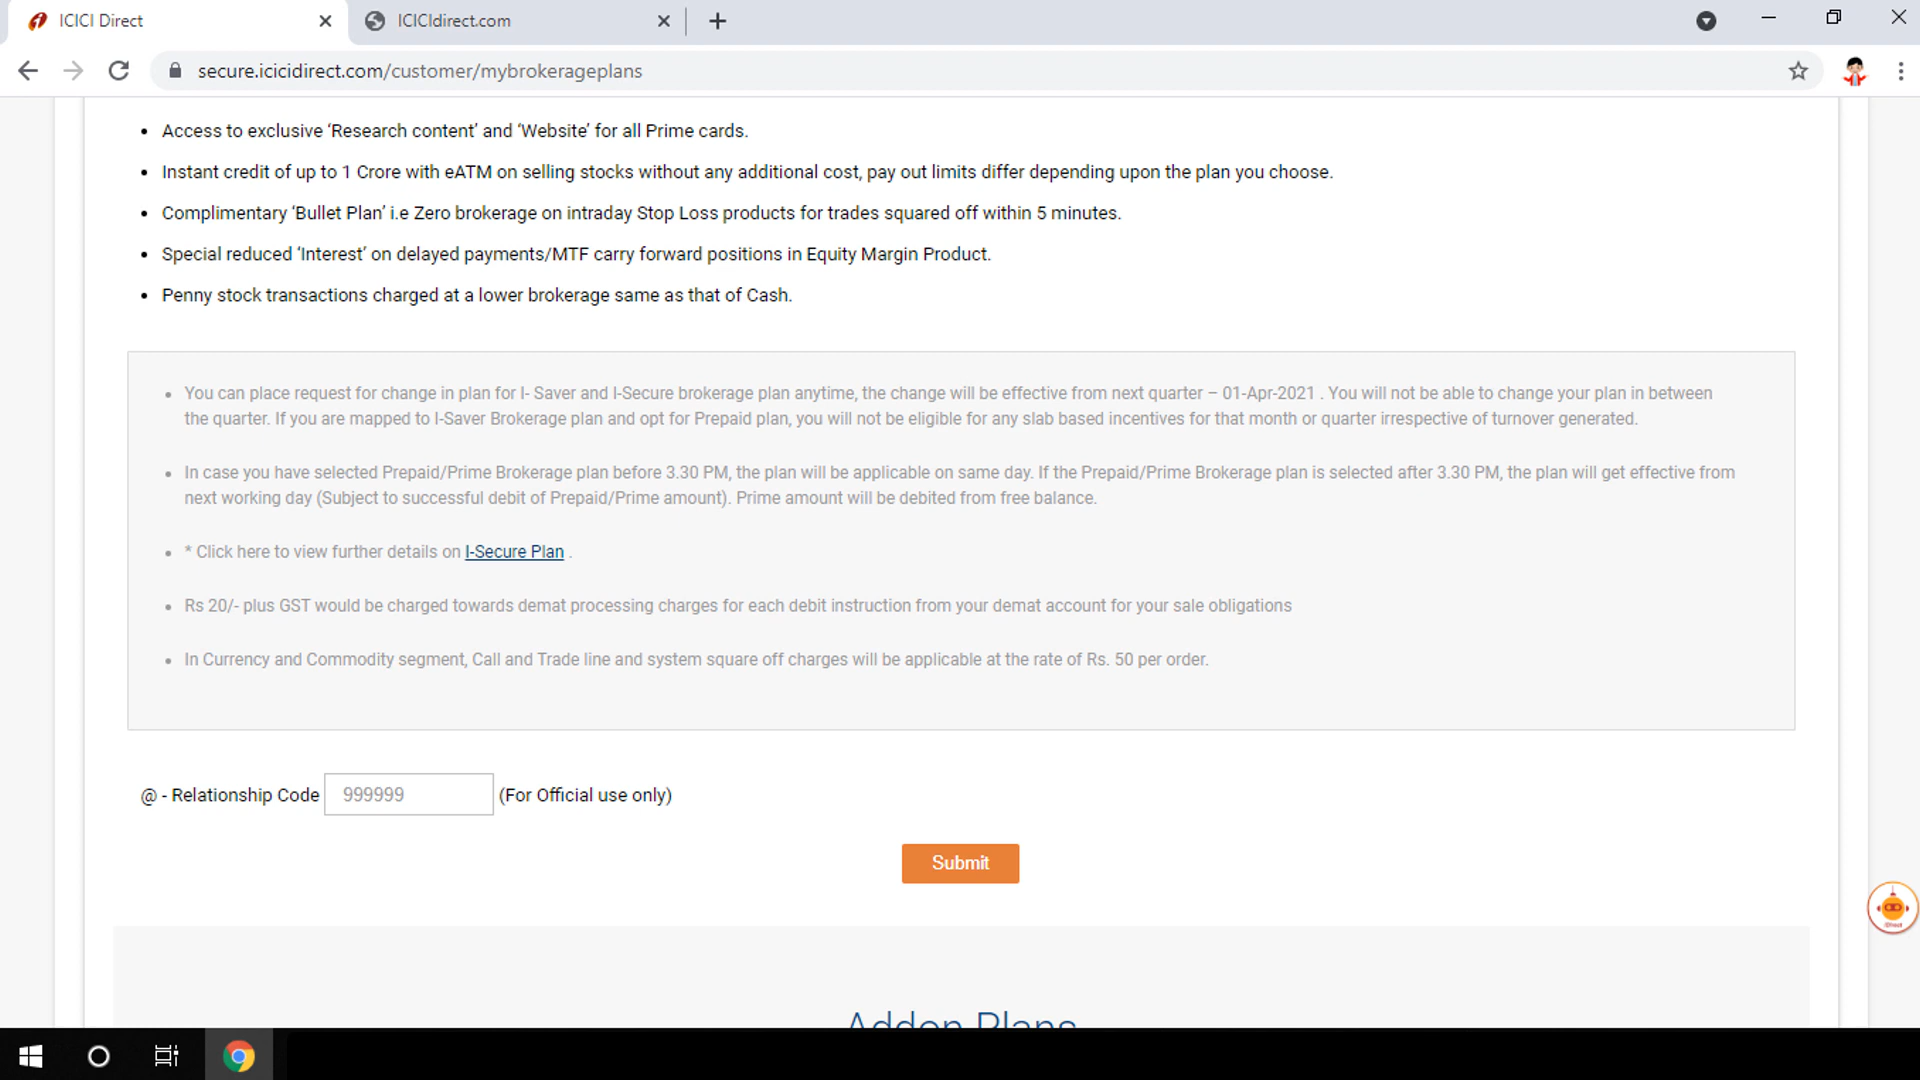 ICICI Direct
ICICIdirect.com
secure.icicidirect.com/customer/mybrokerageplans
• Access to exclusive ‘Research content’ and ‘Website’ for all Prime cards.
• Instant credit of up to 1 Crore with eATM on selling stocks without any additional cost, pay out limits differ depending upon the plan you choose.
• Complimentary ‘Bullet Plan’ i.e Zero brokerage on intraday Stop Loss products for trades squared off within 5 minutes.
• Special reduced ‘Interest’ on delayed payments/MTF carry forward positions in Equity Margin Product.
• Penny stock transactions charged at a lower brokerage same as that of Cash.
• You can place request for change in plan for I- Saver and I-Secure brokerage plan anytime, the change will be effective from next quarter – 01-Apr-2021 . You will not be able to change your plan in between
the quarter. If you are mapped to I-Saver Brokerage plan and opt for Prepaid plan, you will not be eligible for any slab based incentives for that month or quarter irrespective of turnover generated.
• In case you have selected Prepaid/Prime Brokerage plan before 3.30 PM, the plan will be applicable on same day. If the Prepaid/Prime Brokerage plan is selected after 3.30 PM, the plan will get effective from
next working day (Subject to successful debit of Prepaid/Prime amount). Prime amount will be debited from free balance.
• * Click here to view further details on I-Secure Plan .
• Rs 20/- plus GST would be charged towards demat processing charges for each debit instruction from your demat account for your sale obligations
• In Currency and Commodity segment, Call and Trade line and system square off charges will be applicable at the rate of Rs. 50 per order.
@ - Relationship Code 999999 (For Official use only)
Submit
Addon Plans